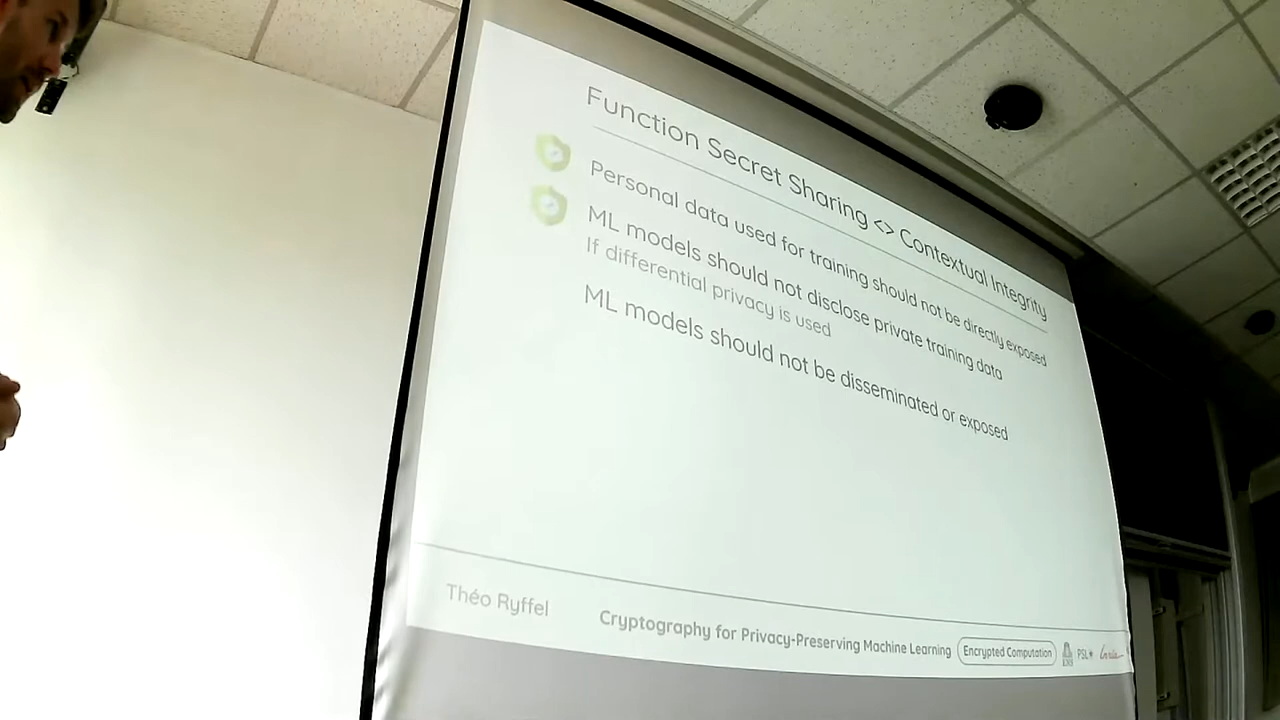 Function Secret Sharing <> Contextual Integrity
Personal data used for training should not be directly exposed
ML models should not disclose private training data
If differential privacy is used
ML models should not be disseminated or exposed
Théo Ryffel
Cryptography for Privacy-Preserving Machine Learning
Encrypted Computation
ENS
PSL★
Inria